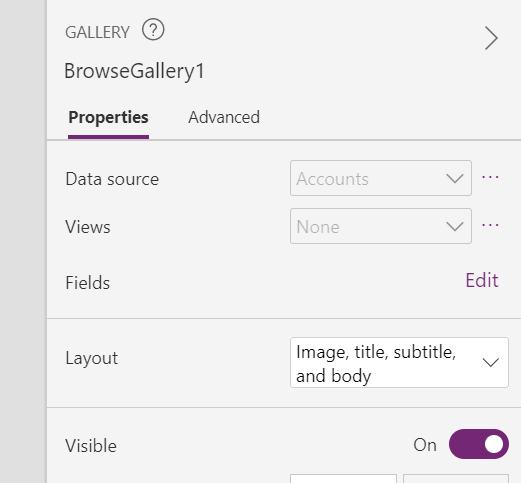 GALLERY ?
BrowseGallery1
Properties Advanced
Data source Accounts ...
Views None ...
Fields Edit
Layout Image, title, subtitle,
and body
Visible On